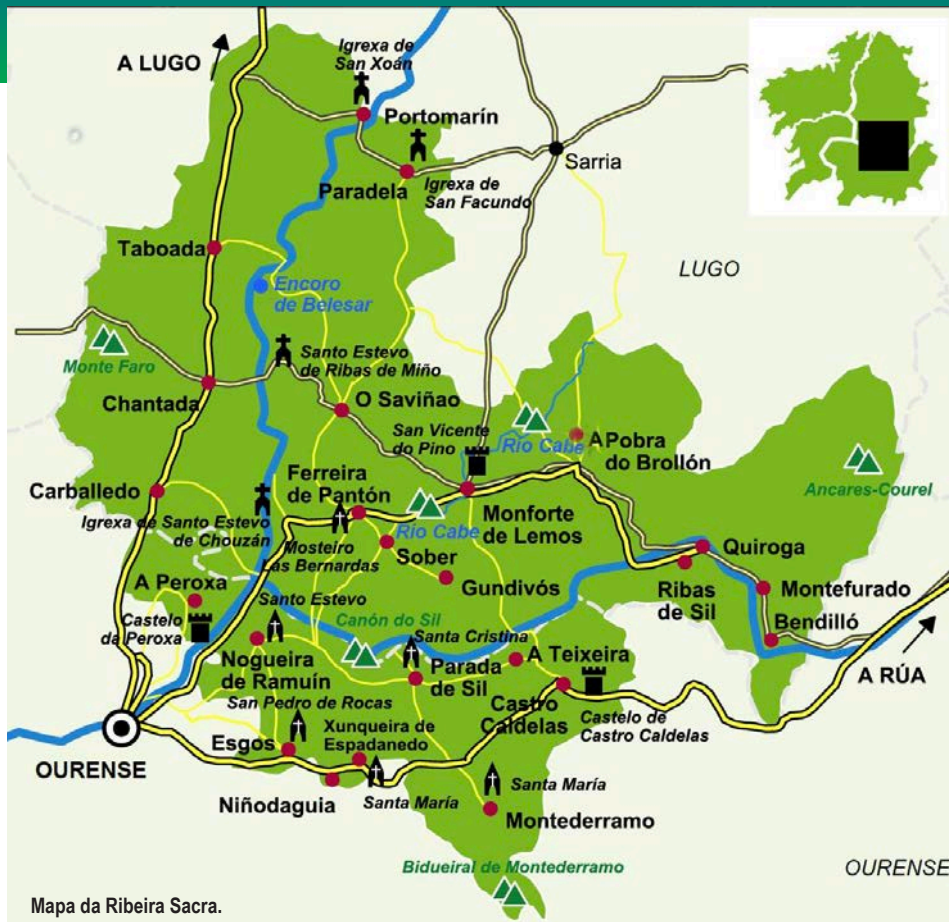 A LUGO
Igrexa de
San Xoán
Portomarín
Sarria
Paradela
Igrexa de
San Facundo
Taboada
LUGO
Encoro
de Belesar
Monte Faro
Santo Estevo
de Ribas de Miño
Chantada
O Saviñao
San Vicente
do Pino
Río Cabe
A Pobra
do Brollón
Ancares-Courel
Carballedo
Ferreira
de Pantón
Río Cabe
Monforte
de Lemos
Igrexa de Santo Estevo
de Chouzán
Mosteiro
Las Bernardas
Sober
Gundivós
Quiroga
Ribas
de Sil
Montefurado
Bendilló
A Peroxa
Castelo
da Peroxa
Santo Estevo
Canón do Sil
Santa Cristina
Nogueira
de Ramuín
Parada
de Sil
A Teixeira
A RÚA
San Pedro de Rocas
Castro
Caldelas
Castelo de
Castro Caldelas
Esgos
Xunqueira de
Espadanedo
OURENSE
Niñodaguia
Santa María
Santa María
Montederramo
Bidueiral de Montederramo
OURENSE
Mapa da Ribeira Sacra.